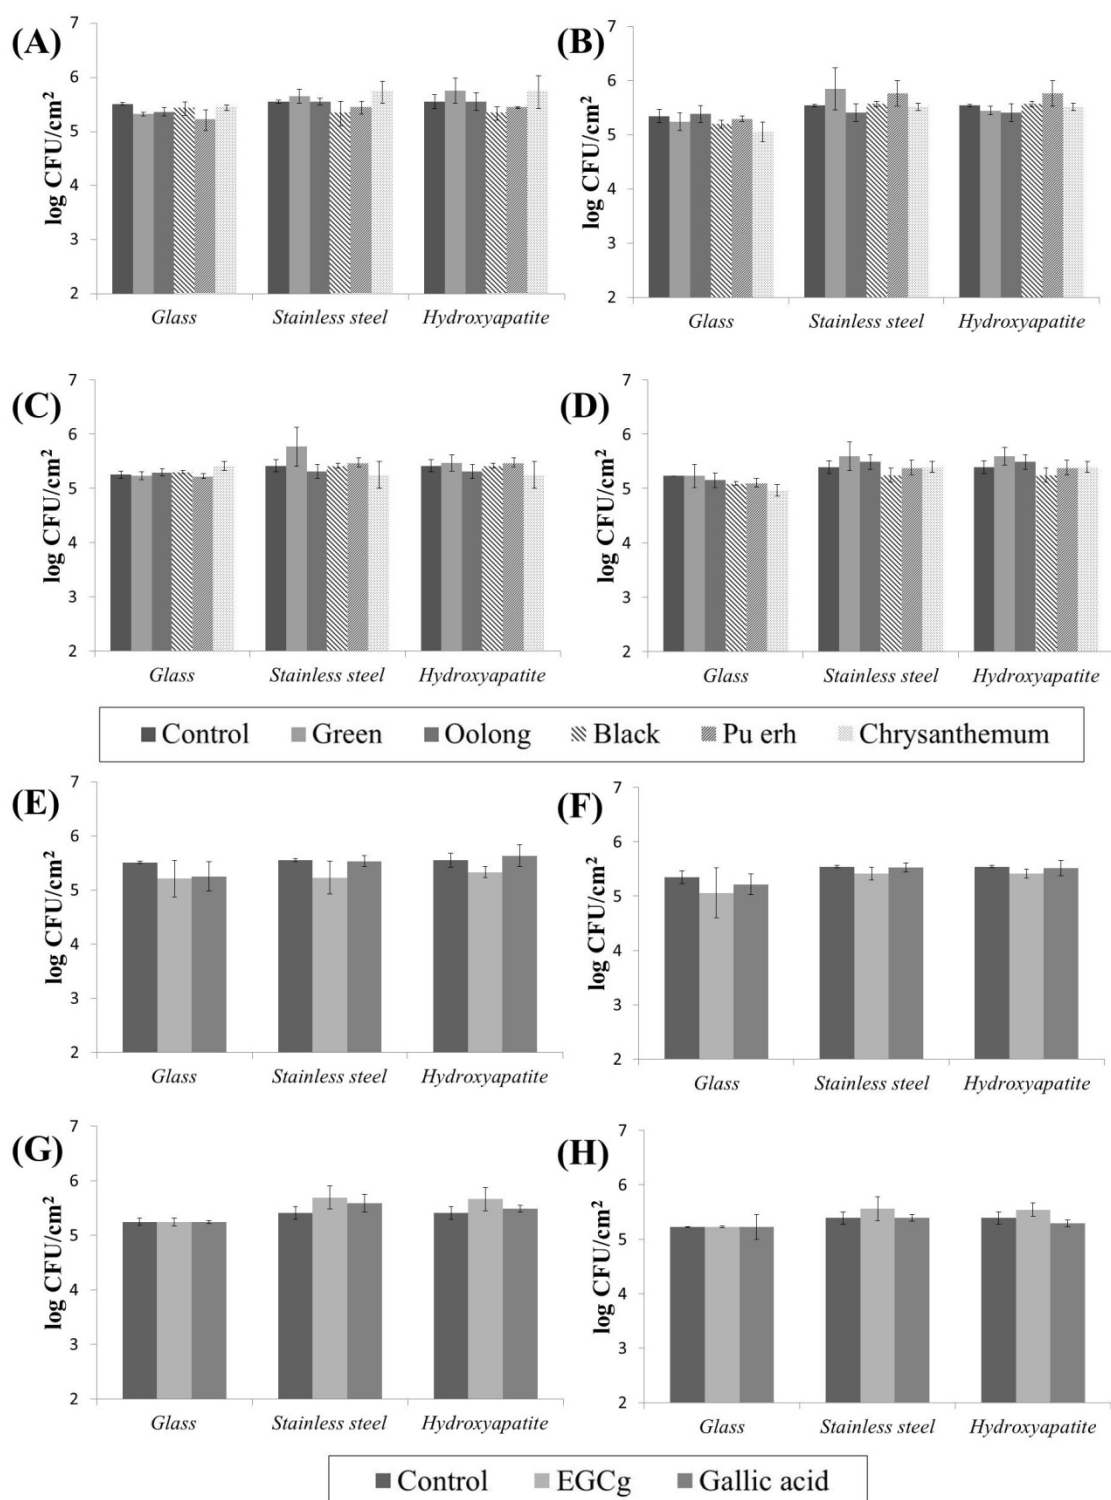 (A)
7
6
5
4
3
2
log CFU/cm²
Glass Stainless steel Hydroxyapatite
(B)
7
6
5
4
3
2
log CFU/cm²
Glass Stainless steel Hydroxyapatite
(C)
7
6
5
4
3
2
log CFU/cm²
Glass Stainless steel Hydroxyapatite
(D)
7
6
5
4
3
2
log CFU/cm²
Glass Stainless steel Hydroxyapatite
Control Green Oolong Black Pu erh Chrysanthemum
(E)
7
6
5
4
3
2
log CFU/cm²
Glass Stainless steel Hydroxyapatite
(F)
7
6
5
4
3
2
log CFU/cm²
Glass Stainless steel Hydroxyapatite
(G)
7
6
5
4
3
2
log CFU/cm²
Glass Stainless steel Hydroxyapatite
(H)
7
6
5
4
3
2
log CFU/cm²
Glass Stainless steel Hydroxyapatite
Control EGCg Gallic acid